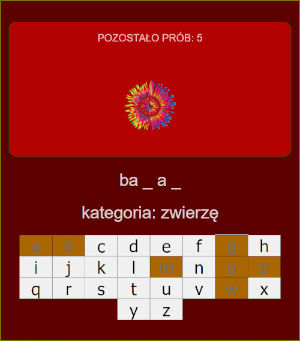 POZOSTAŁO PRÓB: 5
ba _ a _
kategoria: zwierzę
a b c d e f g h
i j k l m n o p
q r s t u v w x
y z